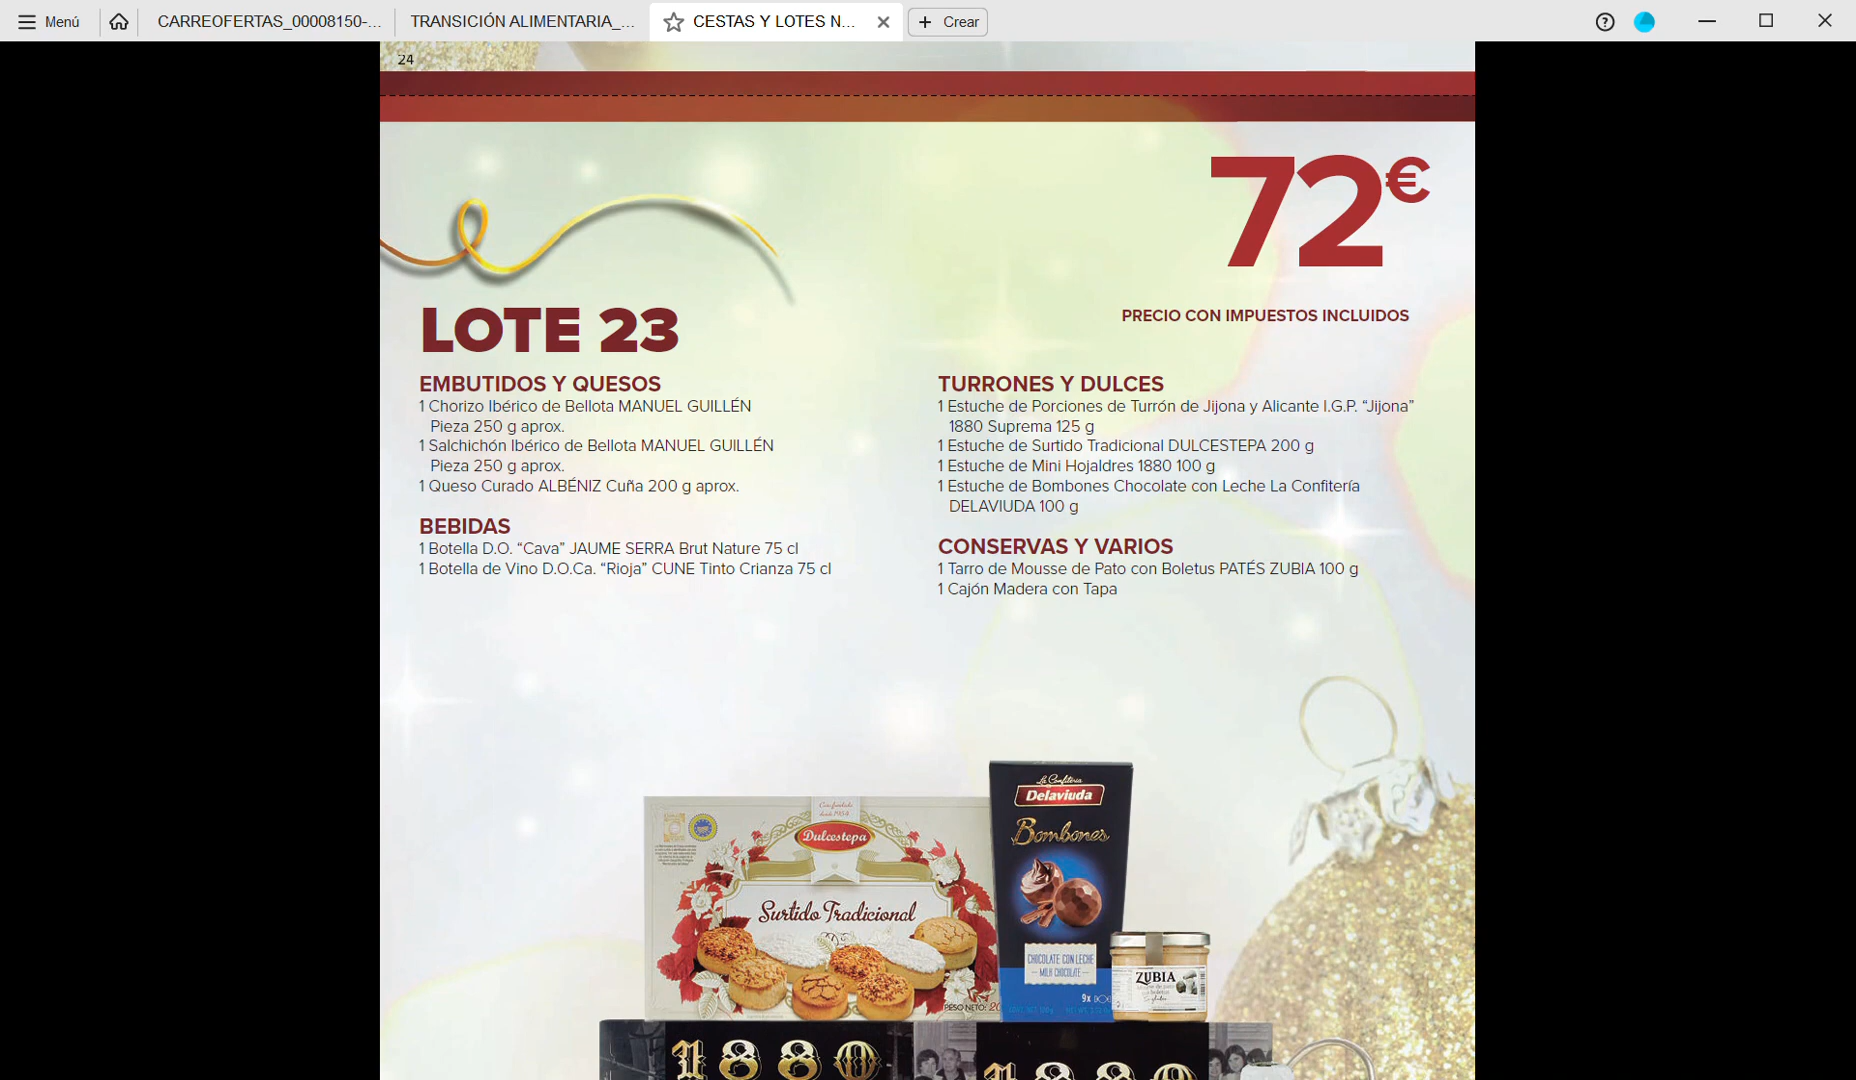 Menú
CARREOFERTAS_00008150-...
TRANSICIÓN ALIMENTARIA_...
CESTAS Y LOTES N...
Crear
24
72€
PRECIO CON IMPUESTOS INCLUIDOS
LOTE 23
EMBUTIDOS Y QUESOS
1 Chorizo Ibérico de Bellota MANUEL GUILLÉN
Pieza 250 g aprox.
1 Salchichón Ibérico de Bellota MANUEL GUILLÉN
Pieza 250 g aprox.
1 Queso Curado ALBÉNIZ Cuña 200 g aprox.
BEBIDAS
1 Botella D.O. “Cava” JAUME SERRA Brut Nature 75 cl
1 Botella de Vino D.O.Ca. “Rioja” CUNE Tinto Crianza 75 cl
TURRONES Y DULCES
1 Estuche de Porciones de Turrón de Jijona y Alicante I.G.P. “Jijona”
1880 Suprema 125 g
1 Estuche de Surtido Tradicional DULCESTEPA 200 g
1 Estuche de Mini Hojaldres 1880 100 g
1 Estuche de Bombones Chocolate con Leche La Confitería
DELAVIUDA 100 g
CONSERVAS Y VARIOS
1 Tarro de Mousse de Pato con Boletus PATÉS ZUBIA 100 g
1 Cajón Madera con Tapa
Dulcestepa
Surtido Tradicional
PESO NETO: 20
La Confitería
Delaviuda
Bombones
CHOCOLATE CON LECHE
MILK CHOCOLATE
9x
ZUBIA
1880
1880